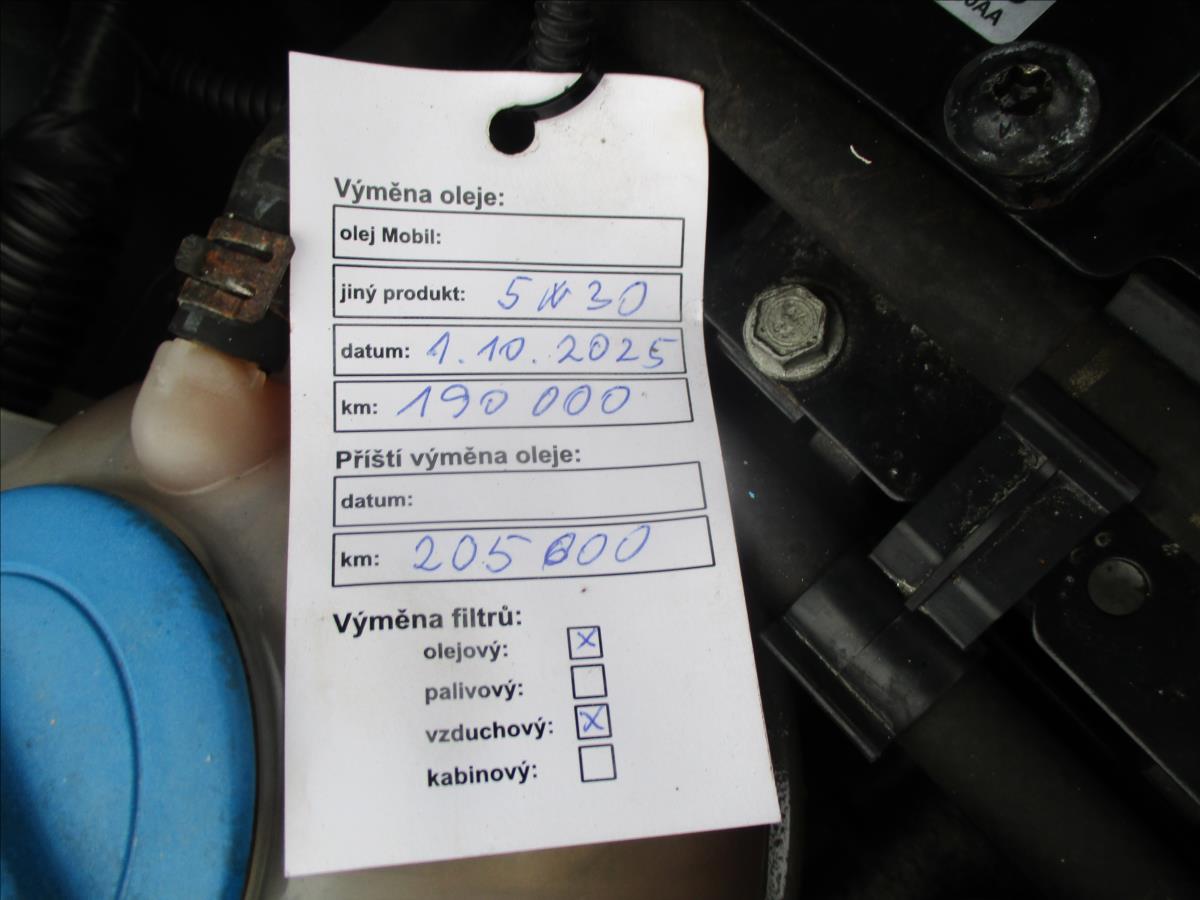 0AA
Výměna oleje:
olej Mobil:
jiný produkt: 5W30
datum: 1.10.2025
km: 190 000
Příští výměna oleje:
datum:
km: 205 000
Výměna filtrů:
olejový: x
palivový:
vzduchový: x
kabinový: